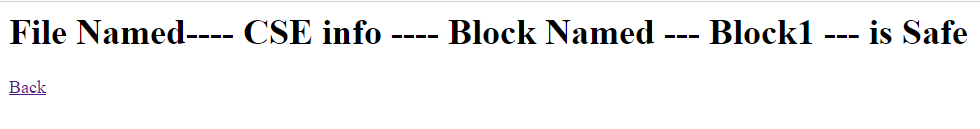 File Named---- CSE info ---- Block Named --- Block1 --- is Safe
Back